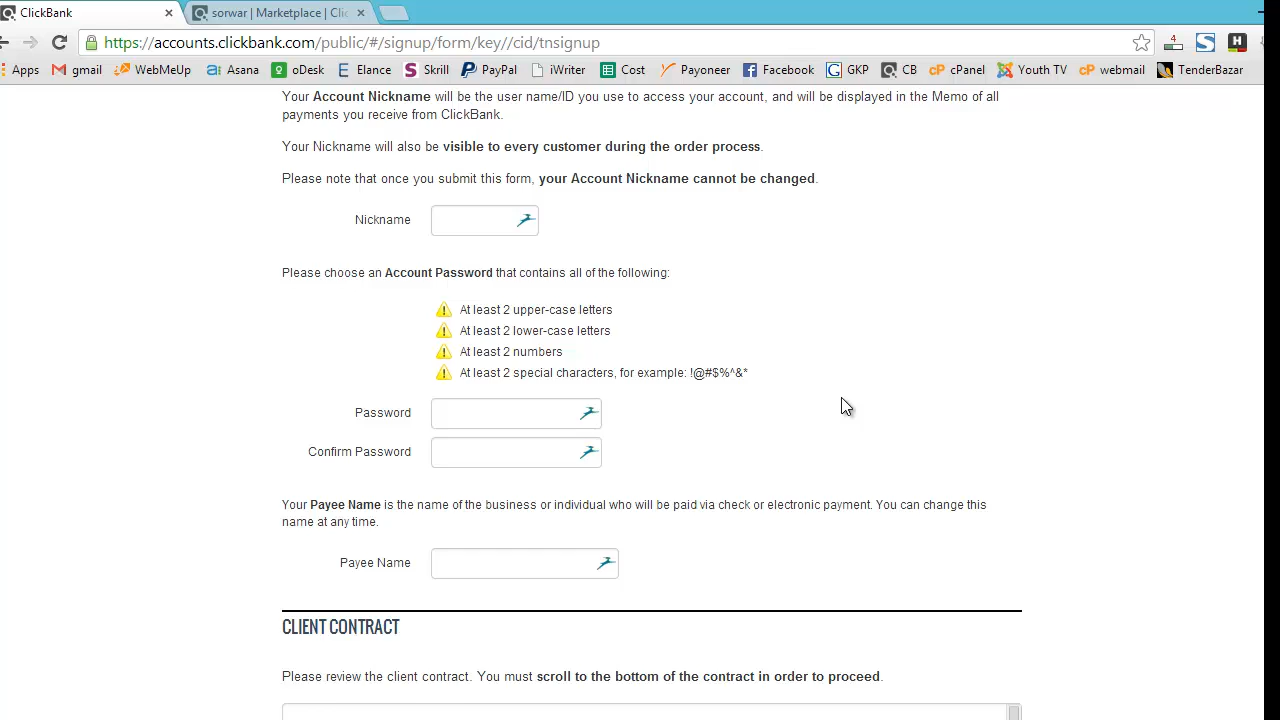 ClickBank
sorwar | Marketplace | Clic
https://accounts.clickbank.com/public/#/signup/form/key//cid/tnsignup
4
H
Apps gmail WebMeUp Asana oDesk Elance Skrill PayPal iWriter Cost Payoneer Facebook GKP CB cPanel Youth TV webmail TenderBazar
Your Account Nickname will be the user name/ID you use to access your account, and will be displayed in the Memo of all
payments you receive from ClickBank.
Your Nickname will also be visible to every customer during the order process.
Please note that once you submit this form, your Account Nickname cannot be changed.
Nickname
Please choose an Account Password that contains all of the following:
At least 2 upper-case letters
At least 2 lower-case letters
At least 2 numbers
At least 2 special characters, for example: !@#$%^&*
Password
Confirm Password
Your Payee Name is the name of the business or individual who will be paid via check or electronic payment. You can change this
name at any time.
Payee Name
CLIENT CONTRACT
Please review the client contract. You must scroll to the bottom of the contract in order to proceed.